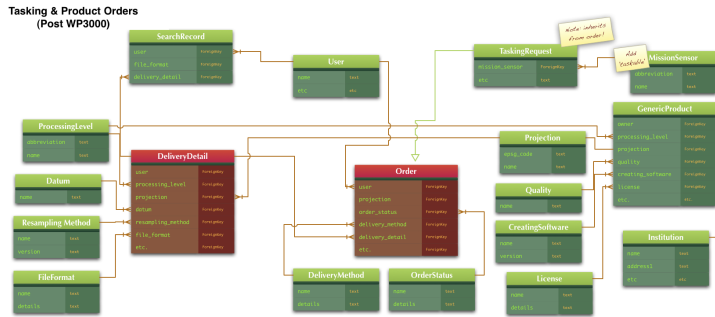 Tasking & Product Orders
(Post WP3000)
SearchRecord
user foreignKey
file_format foreignKey
delivery_detail foreignKey
User
name text
etc etc
TaskingRequest
mission_sensor foreignKey
etc text
Note: inherits
from order!
Add
'taskable'
MissionSensor
abbreviation text
name text
GenericProduct
owner foreignKey
processing_level foreignKey
projection foreignKey
quality foreignKey
creating_software foreignKey
license foreignKey
etc. foreignKey
ProcessingLevel
abbreviation text
name text
DeliveryDetail
user foreignKey
processing_level foreignKey
projection foreignKey
datum foreignKey
resampling_method foreignKey
file_format foreignKey
etc. foreignKey
Datum
name text
Resampling Method
name text
version text
FileFormat
name text
details text
Order
user foreignKey
projection foreignKey
order_status foreignKey
delivery_method foreignKey
delivery_detail foreignKey
etc. foreignKey
Projection
epsg_code text
name text
Quality
name text
CreatingSoftware
name text
version text
DeliveryMethod
name text
details text
OrderStatus
name text
details text
License
name text
details text
Institution
name text
address1 text
etc etc